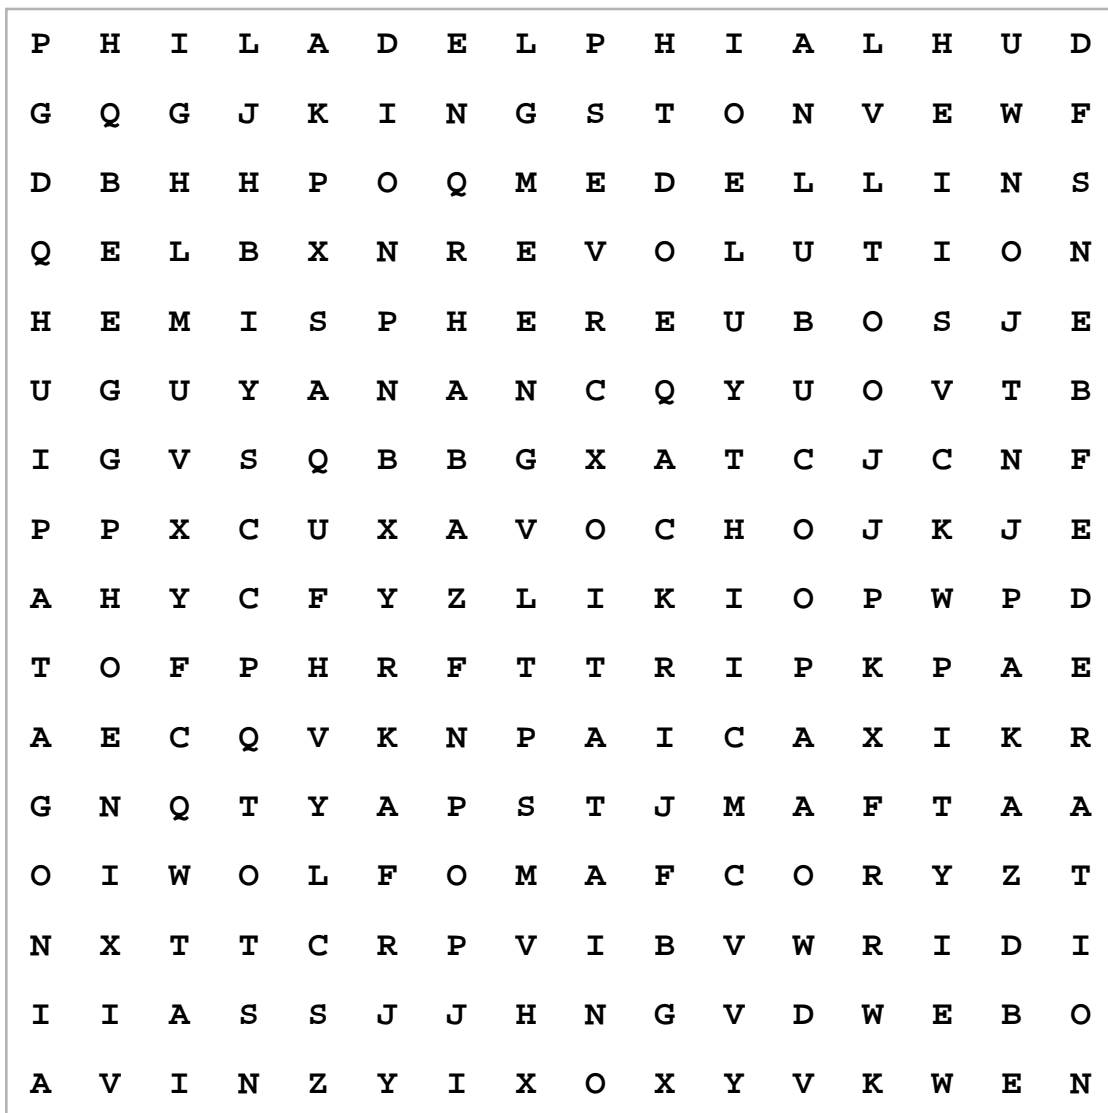 P H I L A D E L P H I A L H U D
G Q G J K I N G S T O N V E W F
D B H H P O Q M E D E L L I N S
Q E L B X N R E V O L U T I O N
H E M I S P H E R E U B O S J E
U G U Y A N A N C Q Y U O V T B
I G V S Q B B G X A T C J C N F
P P X C U X A V O C H O J K J E
A H Y C F Y Z L I K I O P W P D
T O F P H R F T T R I P K P A E
A E C Q V K N P A I C A X I K R
G N Q T Y A P S T J M A F T A A
O I W O L F O M A F C O R Y Z T
N X T T C R P V I B V W R I D I
I I A S S J J H N G V D W E B O
A V I N Z Y I X O X Y V K W E N